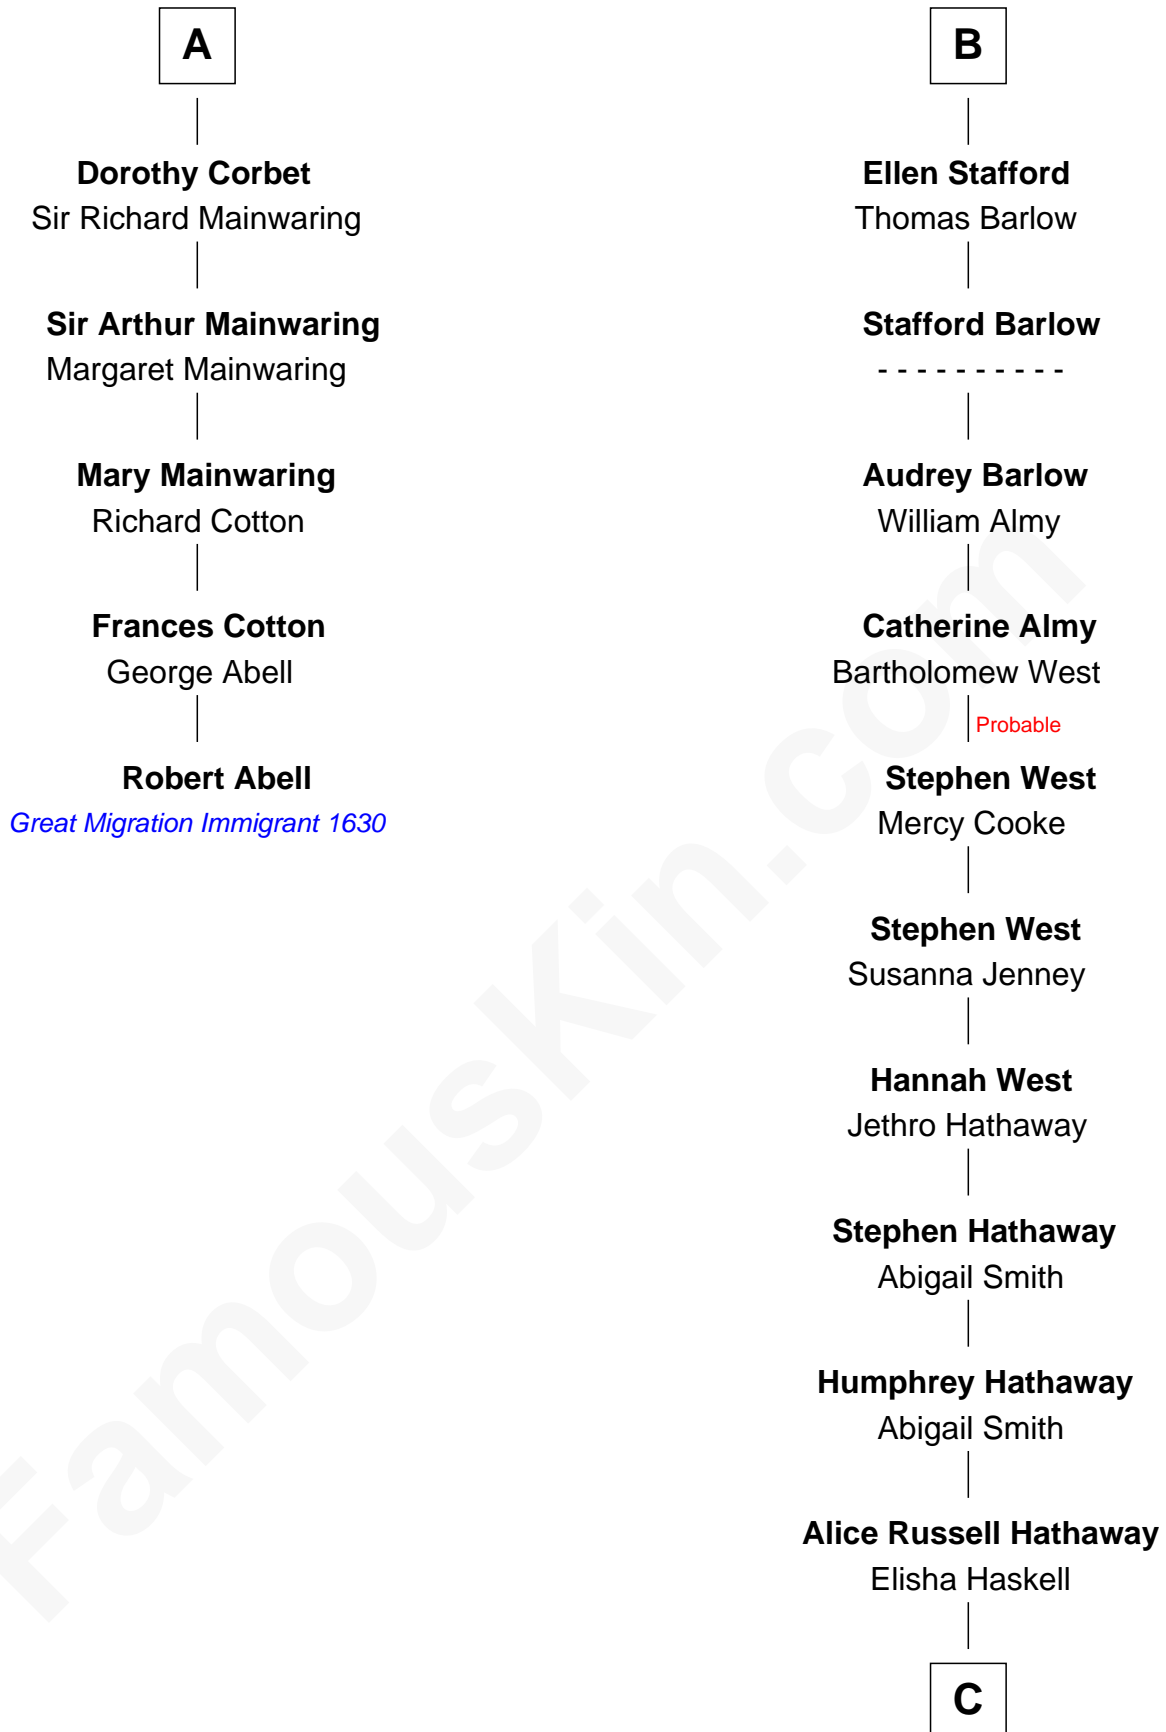 A
Dorothy Corbet
Sir Richard Mainwaring
Sir Arthur Mainwaring
Margaret Mainwaring
Mary Mainwaring
Richard Cotton
Frances Cotton
George Abell
Robert Abell
Great Migration Immigrant 1630
B
Ellen Stafford
Thomas Barlow
Stafford Barlow
- - - - - - - - - -
Audrey Barlow
William Almy
Catherine Almy
Bartholomew West
Probable
Stephen West
Mercy Cooke
Stephen West
Susanna Jenney
Hannah West
Jethro Hathaway
Stephen Hathaway
Abigail Smith
Humphrey Hathaway
Abigail Smith
Alice Russell Hathaway
Elisha Haskell
C
FamousKin.com